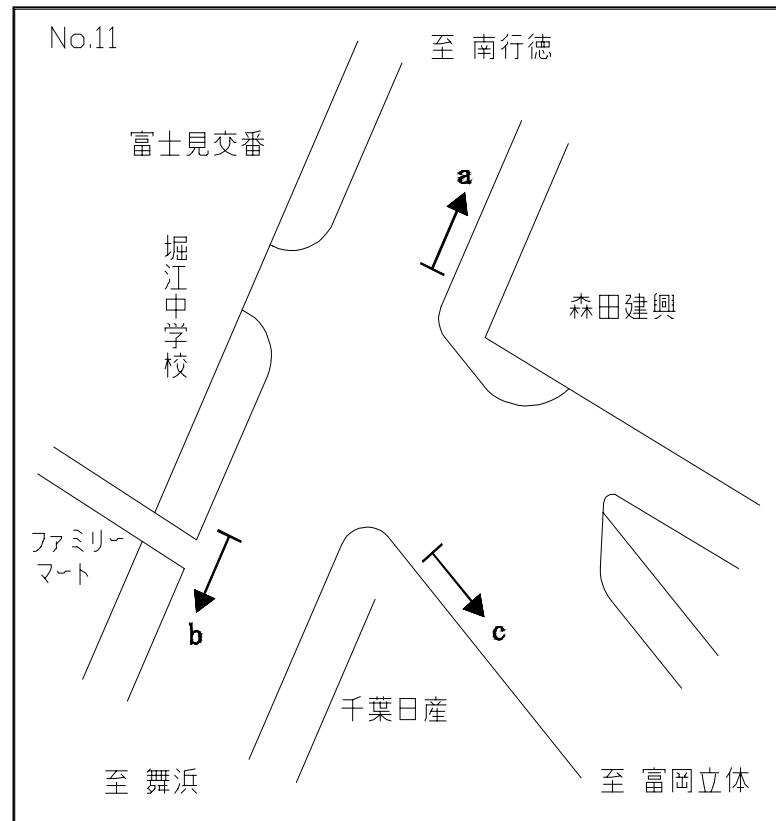 No.11
至 南行徳
富士見交番
a
堀江中学校
森田建興
ファミリー
マート
b
c
千葉日産
至 舞浜
至 富岡立体